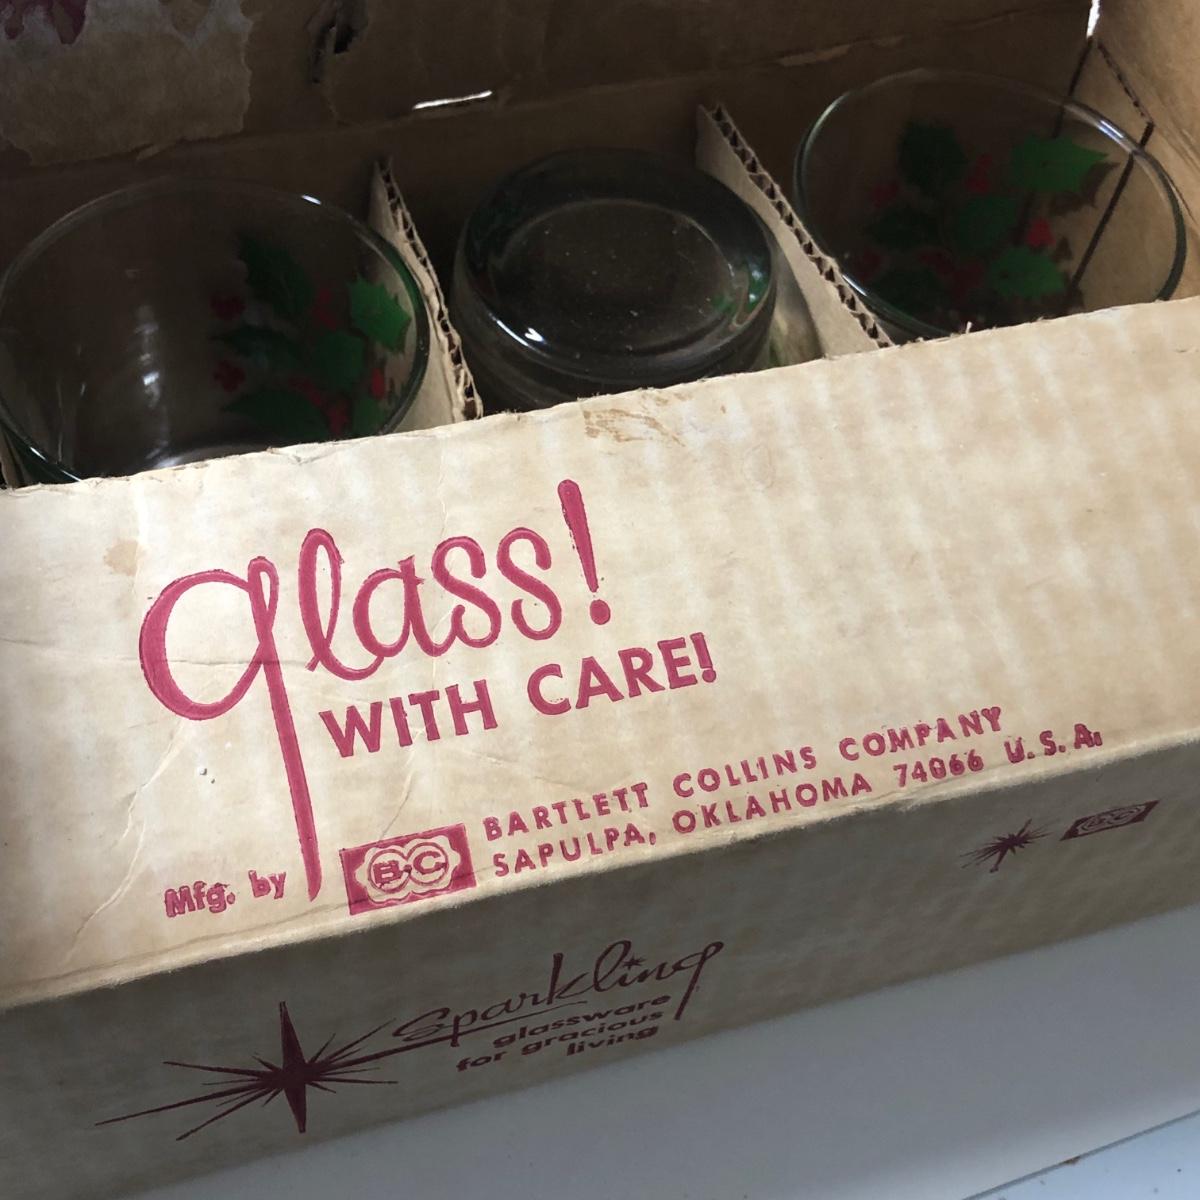 glass!
WITH CARE!
Mfg. by
B.C.
BARTLETT COLLINS COMPANY
SAPULPA, OKLAHOMA 74066 U.S.A.
Sparkling
glassware
for gracious
living